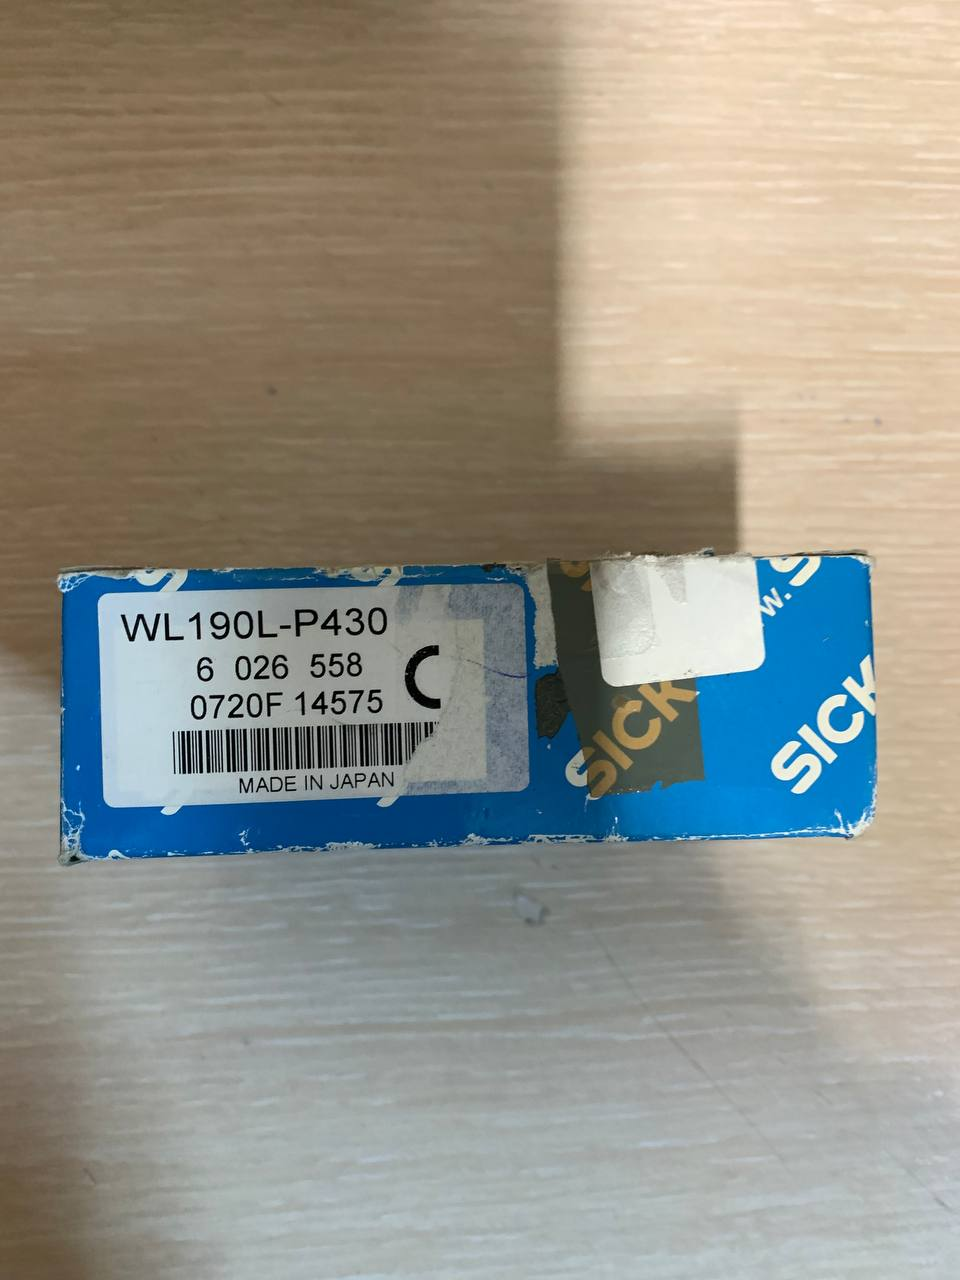 WL190L-P430
6 026 558
0720F 14575
MADE IN JAPAN
SICK
SICK
w.S